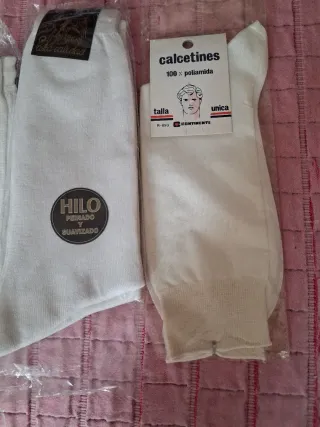 calcetines
100 x poliamida
talla
unica
CONTINENTE
HILO
PEINADO
Y
SUAVIZADO